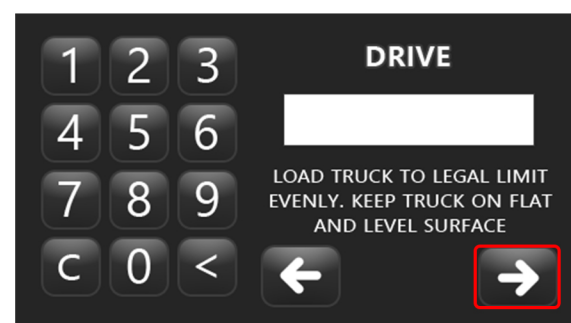 1 2 3
4 5 6
7 8 9
C 0 <
DRIVE
LOAD TRUCK TO LEGAL LIMIT
EVENLY. KEEP TRUCK ON FLAT
AND LEVEL SURFACE